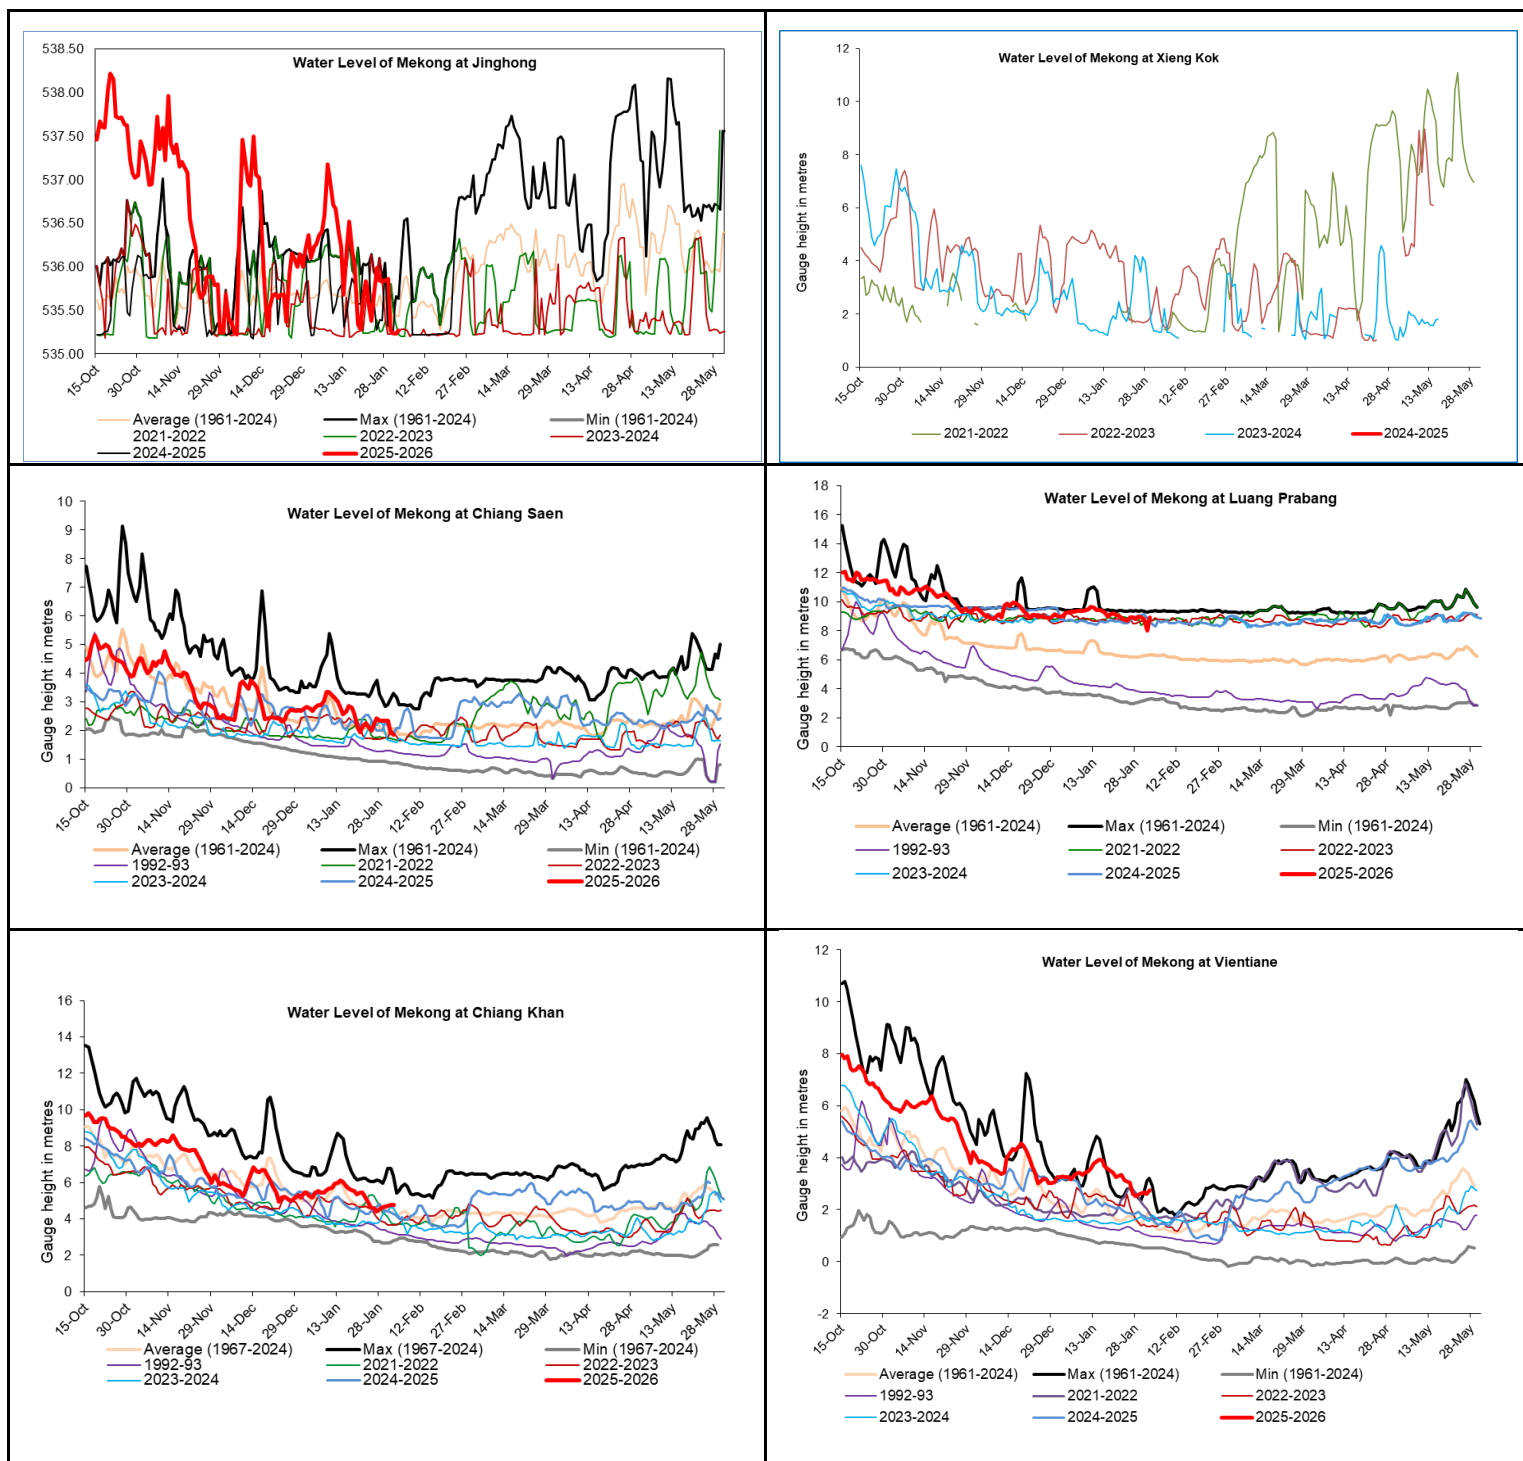 Water Level of Mekong at Jinghong
538.50
538.00
537.50
537.00
536.50
536.00
535.50
535.00
15-Oct
30-Oct
14-Nov
29-Nov
14-Dec
29-Dec
13-Jan
28-Jan
12-Feb
27-Feb
14-Mar
29-Mar
13-Apr
28-Apr
13-May
28-May
Average (1961-2024)
Max (1961-2024)
Min (1961-2024)
2021-2022
2022-2023
2023-2024
2024-2025
2025-2026
Water Level of Mekong at Xieng Kok
Gauge height in metres
12
10
8
6
4
2
0
15-Oct
30-Oct
14-Nov
29-Nov
14-Dec
29-Dec
13-Jan
28-Jan
12-Feb
27-Feb
14-Mar
29-Mar
13-Apr
28-Apr
13-May
28-May
2021-2022
2022-2023
2023-2024
2024-2025
Water Level of Mekong at Chiang Saen
Gauge height in metres
10
9
8
7
6
5
4
3
2
1
0
15-Oct
30-Oct
14-Nov
29-Nov
14-Dec
29-Dec
13-Jan
28-Jan
12-Feb
27-Feb
14-Mar
29-Mar
13-Apr
28-Apr
13-May
28-May
Average (1961-2024)
Max (1961-2024)
Min (1961-2024)
1992-93
2021-2022
2022-2023
2023-2024
2024-2025
2025-2026
Water Level of Mekong at Luang Prabang
Gauge height in metres
18
16
14
12
10
8
6
4
2
0
15-Oct
30-Oct
14-Nov
29-Nov
14-Dec
29-Dec
13-Jan
28-Jan
12-Feb
27-Feb
14-Mar
29-Mar
13-Apr
28-Apr
13-May
28-May
Average (1961-2024)
Max (1961-2024)
Min (1961-2024)
1992-93
2021-2022
2022-2023
2023-2024
2024-2025
2025-2026
Water Level of Mekong at Chiang Khan
Gauge height in metres
16
14
12
10
8
6
4
2
0
15-Oct
30-Oct
14-Nov
29-Nov
14-Dec
29-Dec
13-Jan
28-Jan
12-Feb
27-Feb
14-Mar
29-Mar
13-Apr
28-Apr
13-May
28-May
Average (1967-2024)
Max (1967-2024)
Min (1967-2024)
1992-93
2021-2022
2022-2023
2023-2024
2024-2025
2025-2026
Water Level of Mekong at Vientiane
Gauge height in metres
12
10
8
6
4
2
0
-2
15-Oct
30-Oct
14-Nov
29-Nov
14-Dec
29-Dec
13-Jan
28-Jan
12-Feb
27-Feb
14-Mar
29-Mar
13-Apr
28-Apr
13-May
28-May
Average (1961-2024)
Max (1961-2024)
Min (1961-2024)
1992-93
2021-2022
2022-2023
2023-2024
2024-2025
2025-2026